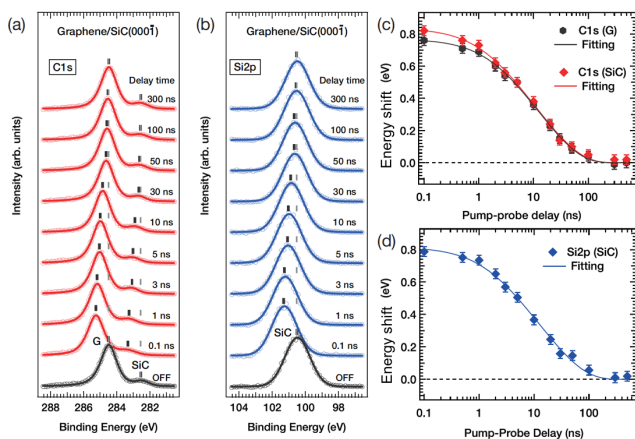 (a)
Graphene/SiC(0001̄)
C1s
Delay time
300 ns
100 ns
50 ns
30 ns
10 ns
5 ns
3 ns
1 ns
0.1 ns
G
SiC
OFF
Intensity (arb. units)
288 286 284 282
Binding Energy (eV)
(b)
Graphene/SiC(0001̄)
Si2p
Delay time
300 ns
100 ns
50 ns
30 ns
10 ns
5 ns
3 ns
1 ns
0.1 ns
SiC
OFF
Intensity (arb. units)
104 102 100 98
Binding Energy (eV)
(c)
C1s (G)
Fitting
C1s (SiC)
Fitting
Energy shift (eV)
0.8
0.6
0.4
0.2
0.0
0.1 1 10 100
Pump-probe delay (ns)
(d)
Si2p (SiC)
Fitting
Energy shift (eV)
0.8
0.6
0.4
0.2
0.0
0.1 1 10 100
Pump-Probe Delay (ns)